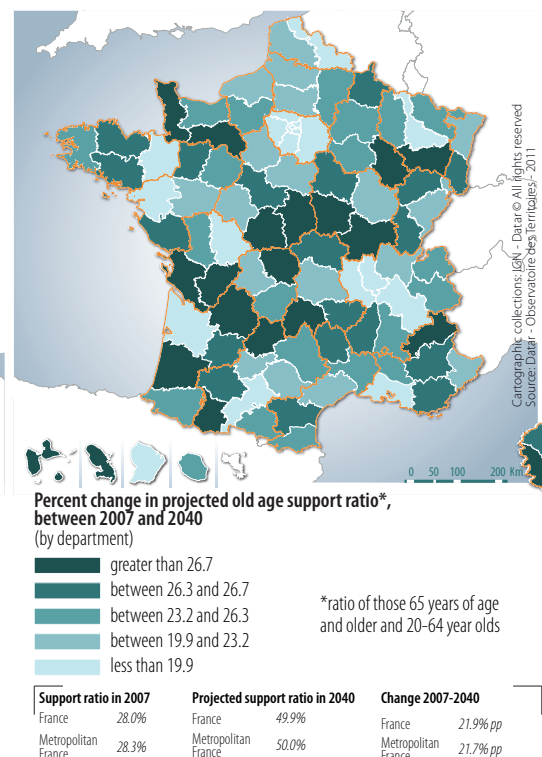 Cartographic collections: IGN - Datar © All rights reserved
Source: Datar - Observatoire des Territoires - 2011
0 50 100 200 Km
Percent change in projected old age support ratio*,
between 2007 and 2040
(by department)
greater than 26.7
between 26.3 and 26.7
between 23.2 and 26.3
between 19.9 and 23.2
less than 19.9
*ratio of those 65 years of age
and older and 20-64 year olds
Support ratio in 2007
France 28.0%
Metropolitan
France 28.3%
Projected support ratio in 2040
France 49.9%
Metropolitan
France 50.0%
Change 2007-2040
France 21.9% pp
Metropolitan
France 21.7% pp